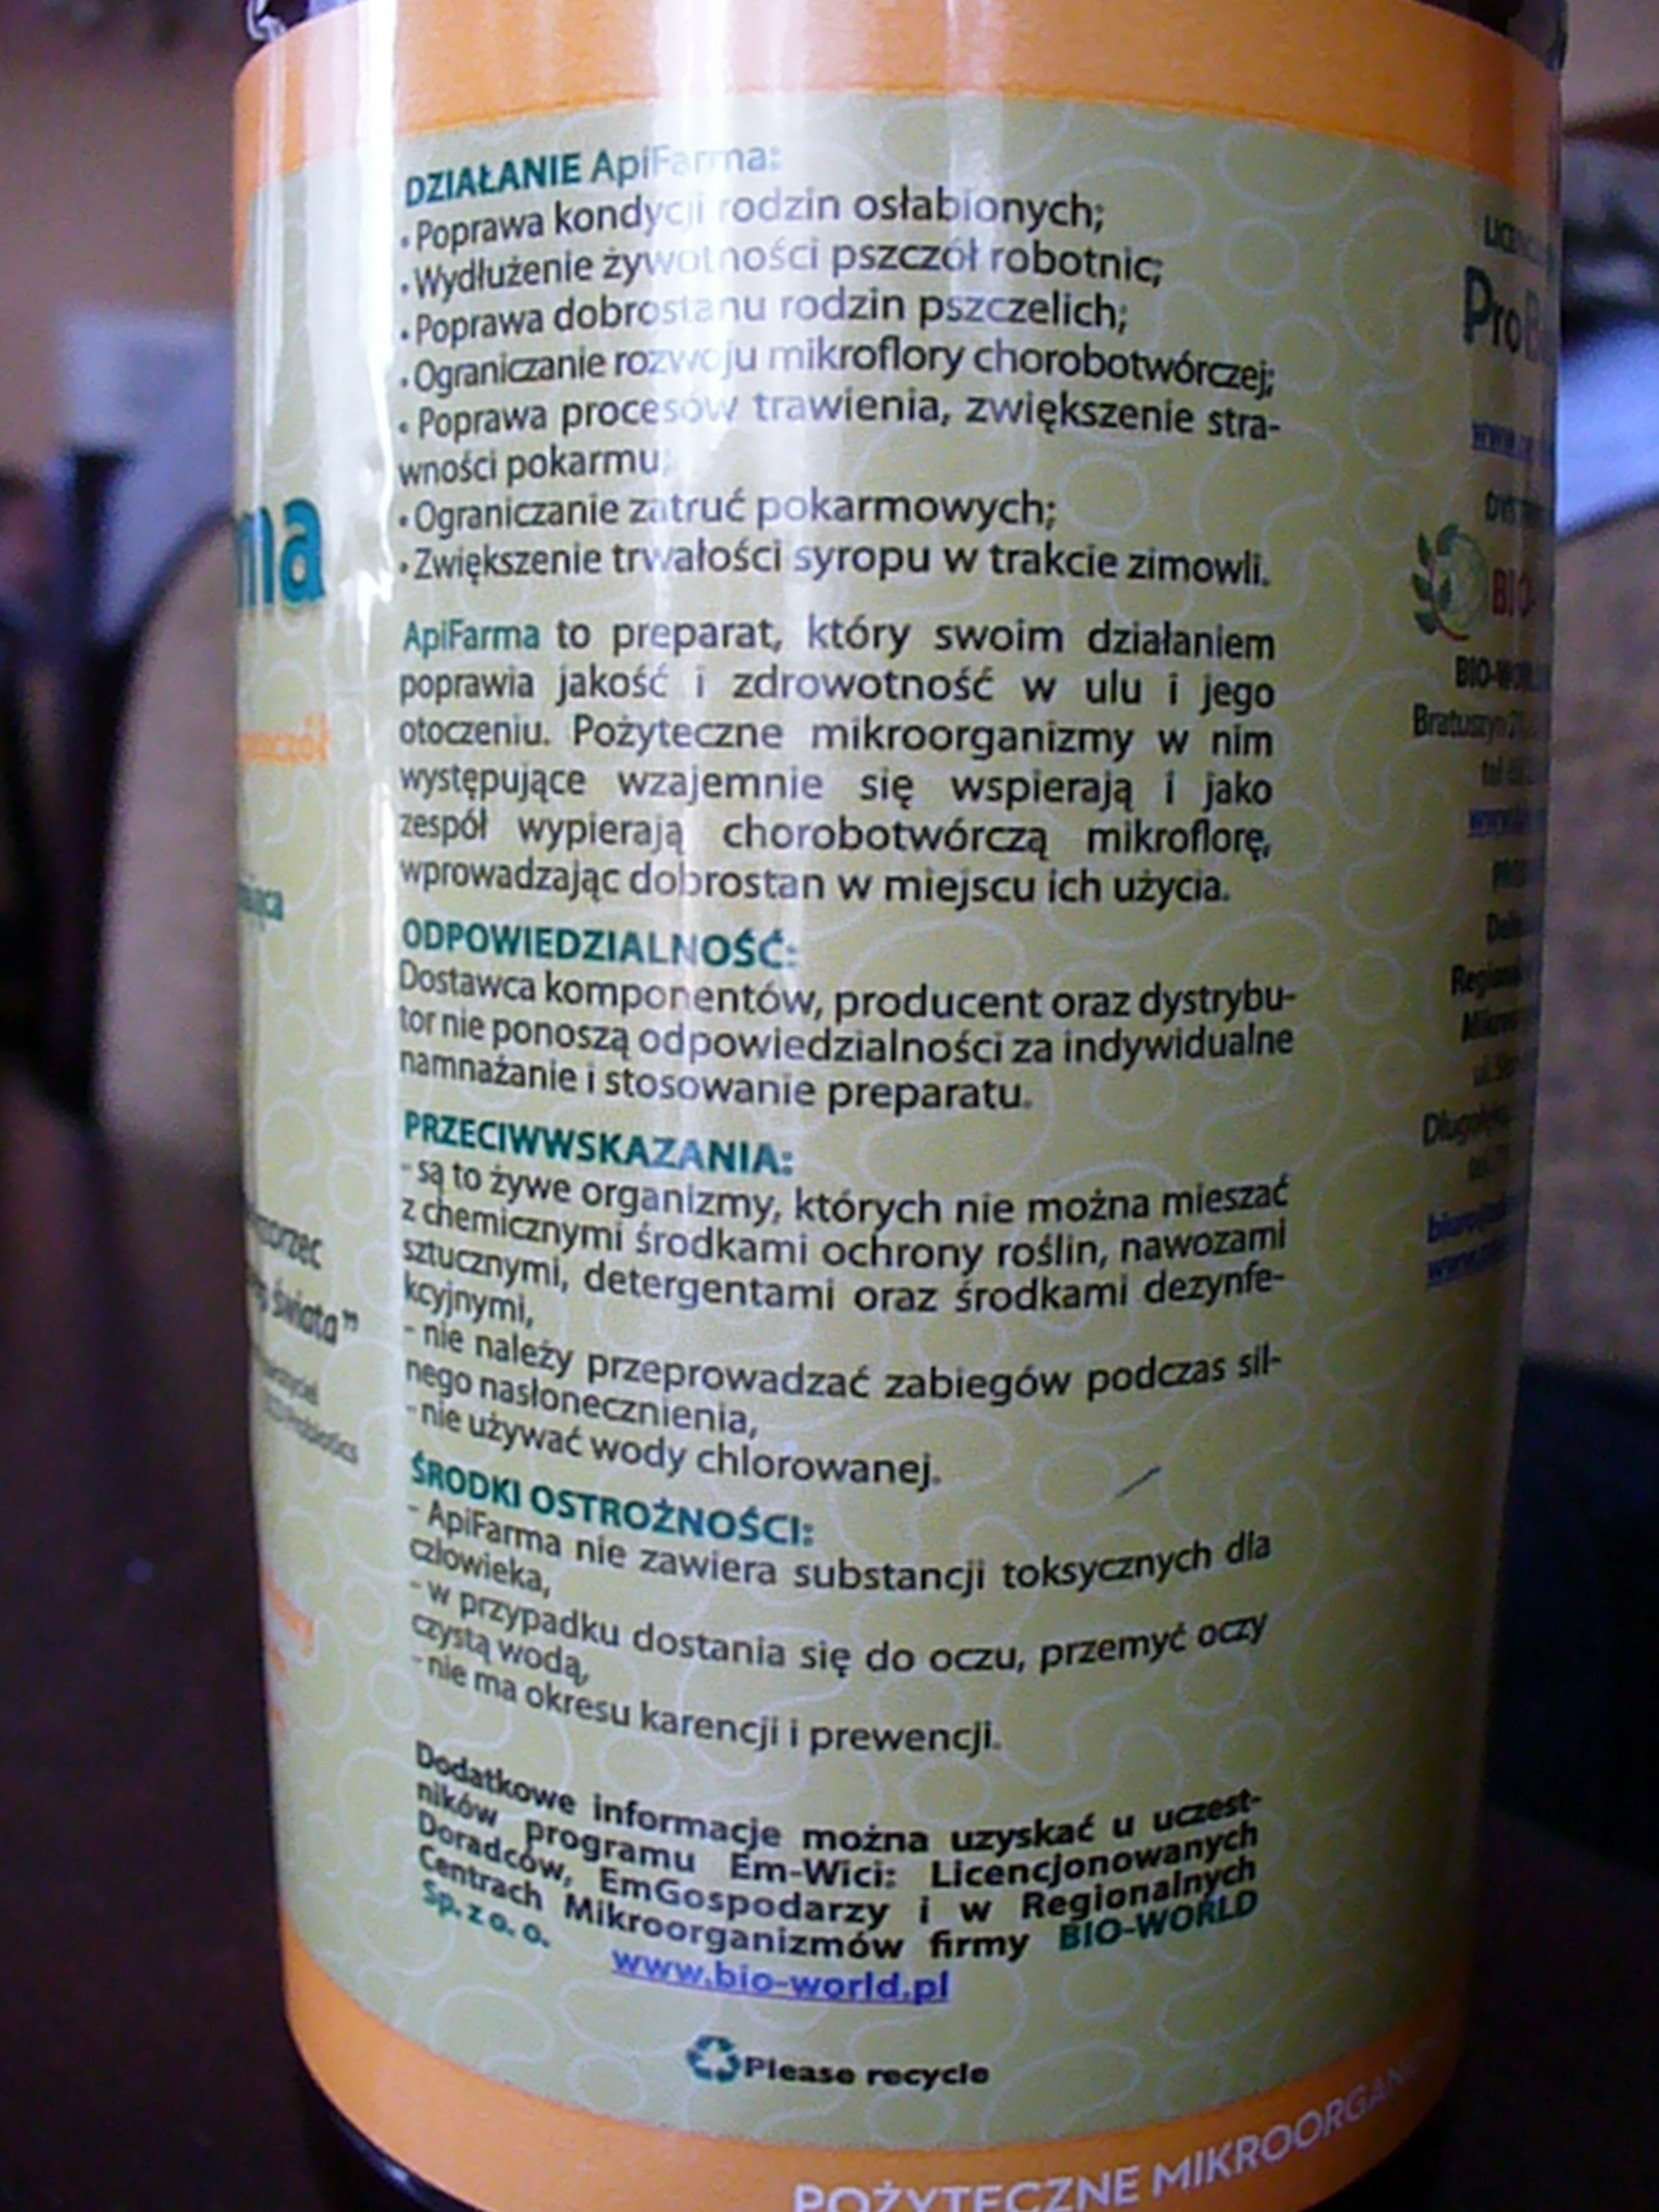 DZIAŁANIE ApiFarma:
• Poprawa kondycji rodzin osłabionych;
• Wydłużenie żywotności pszczół robotnic;
• Poprawa dobrostanu rodzin pszczelich;
• Ograniczanie rozwoju mikroflory chorobotwórczej;
• Poprawa procesów trawienia, zwiększenie stra-
wności pokarmu;
• Ograniczanie zatruć pokarmowych;
• Zwiększenie trwałości syropu w trakcie zimowli.
ApiFarma to preparat, który swoim działaniem
poprawia jakość i zdrowotność w ulu i jego
otoczeniu. Pożyteczne mikroorganizmy w nim
występujące wzajemnie się wspierają i jako
zespół wypierają chorobotwórczą mikroflorę,
wprowadzając dobrostan w miejscu ich użycia.
ODPOWIEDZIALNOŚĆ:
Dostawca komponentów, producent oraz dystrybu-
tor nie ponoszą odpowiedzialności za indywidualne
namnażanie i stosowanie preparatu.
PRZECIWWSKAZANIA:
- są to żywe organizmy, których nie można mieszać
z chemicznymi środkami ochrony roślin, nawozami
sztucznymi, detergentami oraz środkami dezynfe-
kcyjnymi,
- nie należy przeprowadzać zabiegów podczas sil-
nego nasłonecznienia,
- nie używać wody chlorowanej.
ŚRODKI OSTROŻNOŚCI:
- ApiFarma nie zawiera substancji toksycznych dla
człowieka,
- w przypadku dostania się do oczu, przemyć oczy
czystą wodą,
- nie ma okresu karencji i prewencji.
Dodatkowe informacje można uzyskać u uczest-
ników programu Em-Wici: Licencjonowanych
Doradców, EmGospodarzy i w Regionalnych
Centrach Mikroorganizmów firmy BIO-WORLD
Sp. z o. o.
www.bio-world.pl
Please recycle
POŻYTECZNE MIKROORGAN
ma
świata”
Probiotics
BIO-
Bratuszyn